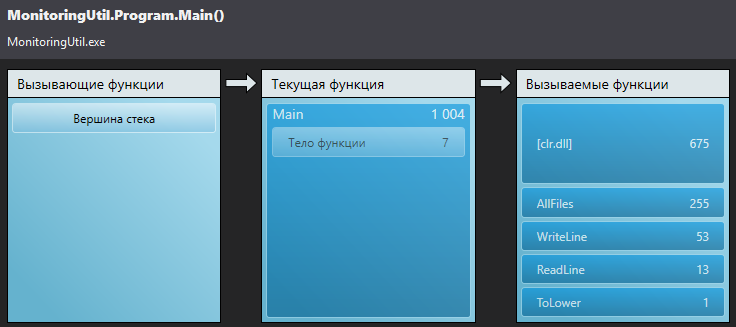 MonitoringUtil.Program.Main()
MonitoringUtil.exe
Вызывающие функции
Вершина стека
Текущая функция
Main 1 004
Тело функции 7
Вызываемые функции
[clr.dll] 675
AllFiles 255
WriteLine 53
ReadLine 13
ToLower 1